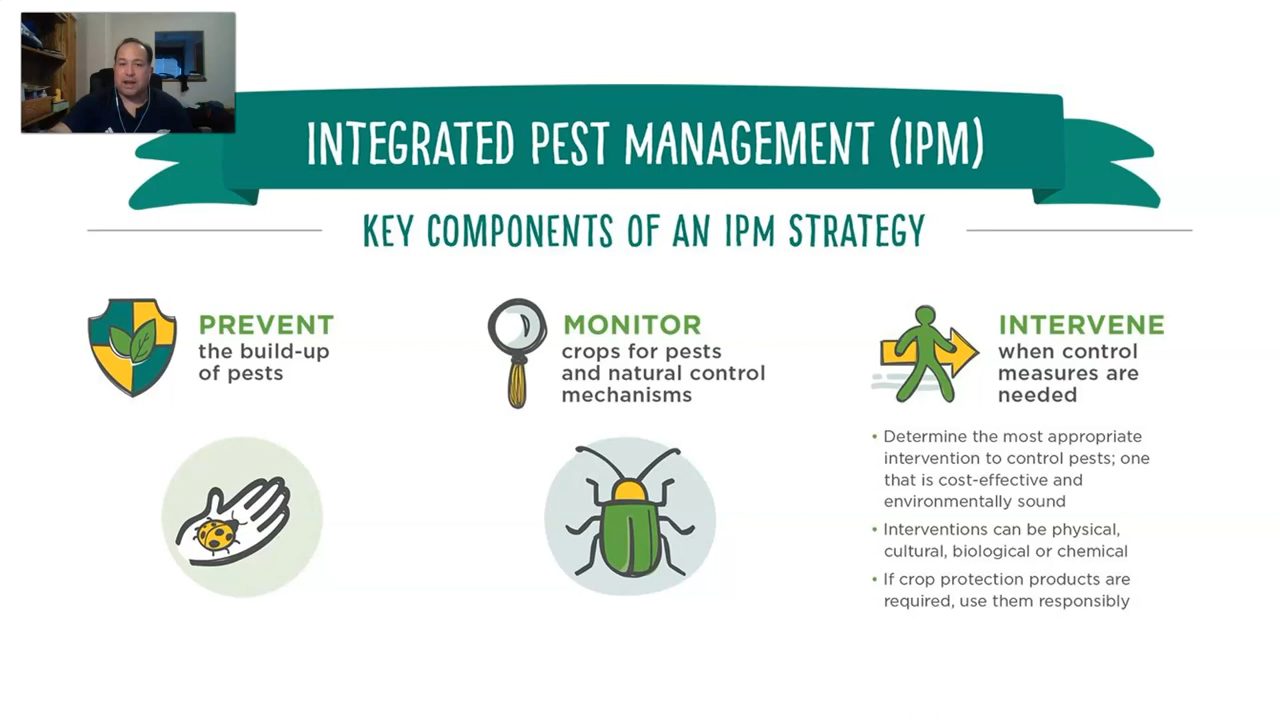 INTEGRATED PEST MANAGEMENT (IPM)
KEY COMPONENTS OF AN IPM STRATEGY
PREVENT
the build-up
of pests
MONITOR
crops for pests
and natural control
mechanisms
INTERVENE
when control
measures are
needed
• Determine the most appropriate
intervention to control pests; one
that is cost-effective and
environmentally sound
• Interventions can be physical,
cultural, biological or chemical
• If crop protection products are
required, use them responsibly